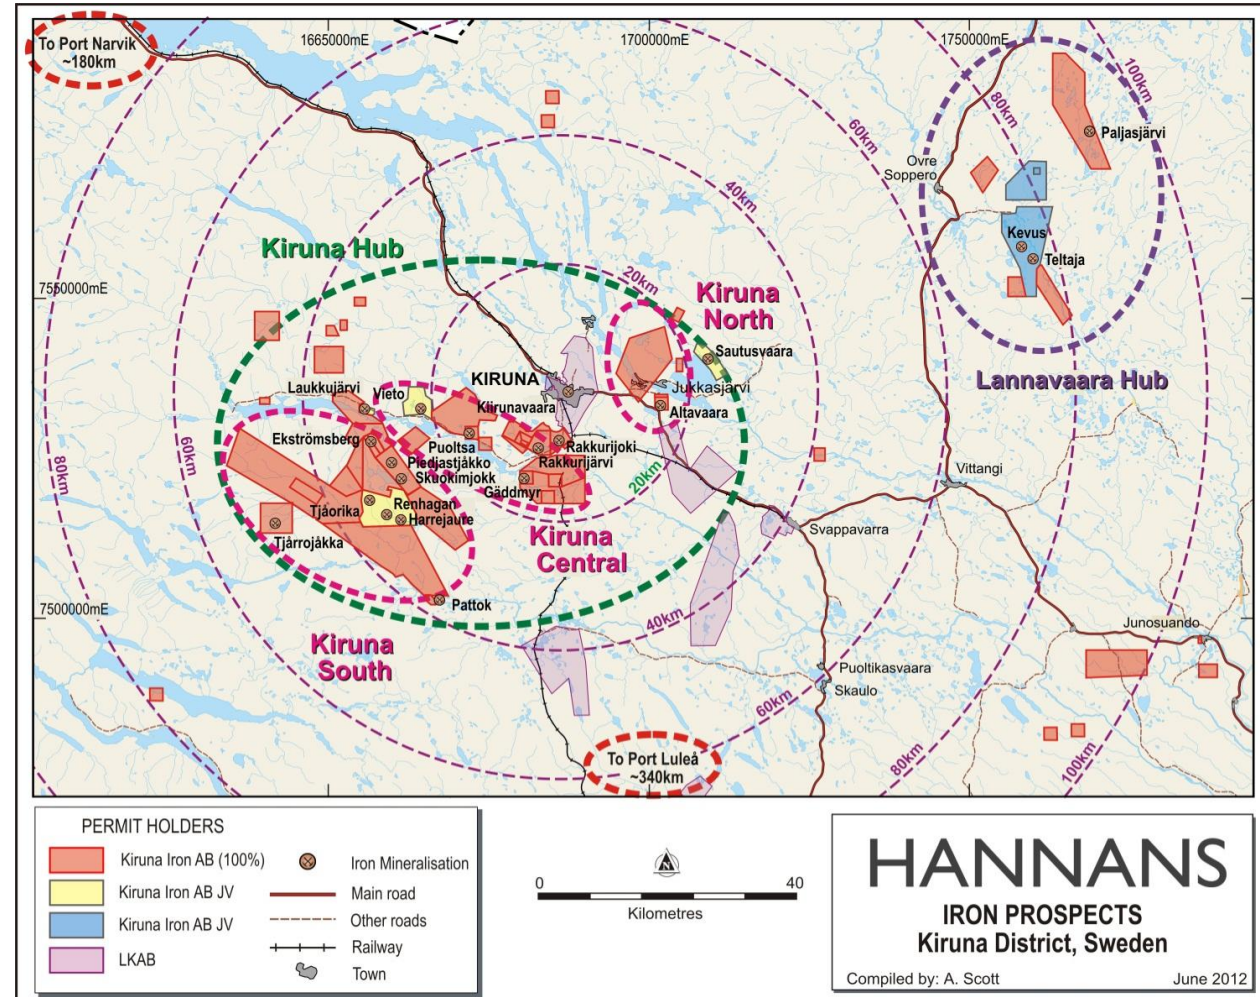 To Port Narvik
~180km
1665000mE
1700000mE
1750000mE
100km
80km
60km
40km
20km
Paljasjärvi
Ovre
Soppero
Kevus
Teltaja
Kiruna Hub
7550000mE
Kiruna
North
Sautusvaara
Lannavaara Hub
KIRUNA
Jukkasjärvi
Laukkujärvi
Vieto
Kiirunavaara
Altavaara
Ekströmsberg
Puoltsa
Rakkurijoki
Piedjastjåkko
Rakkurijärvi
Skuokimjokk
Gäddmyr
20km
60km
80km
Vittangi
Tjåorika
Renhagan
Harrejaure
Tjårrojåkka
Kiruna
Central
Svappavarra
Pattok
7500000mE
40km
Junosuando
Kiruna
South
Puoltikasvaara
Skaulo
60km
To Port Luleå
~340km
80km
100km
PERMIT HOLDERS
Kiruna Iron AB (100%)
Kiruna Iron AB JV
Kiruna Iron AB JV
LKAB
Iron Mineralisation
Main road
Other roads
Railway
Town
N
0
40
Kilometres
HANNANS
IRON PROSPECTS
Kiruna District, Sweden
Compiled by: A. Scott
June 2012